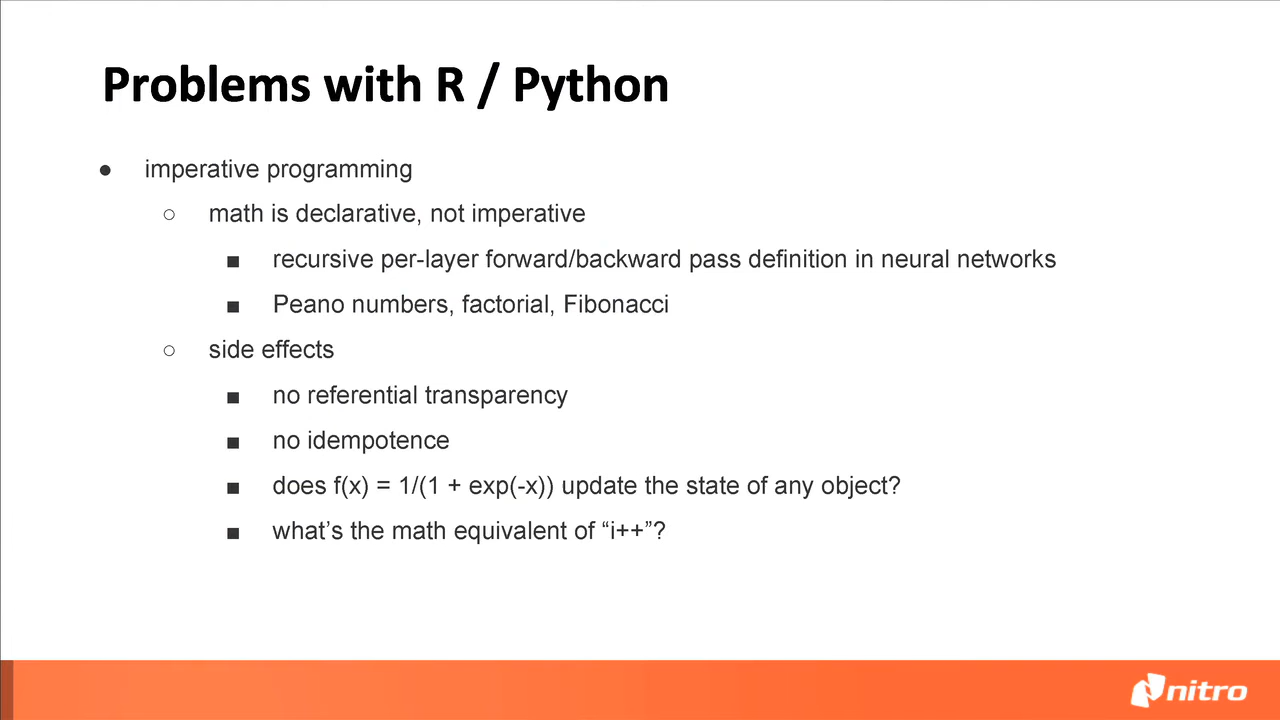 Problems with R / Python
● imperative programming
○ math is declarative, not imperative
■ recursive per-layer forward/backward pass definition in neural networks
■ Peano numbers, factorial, Fibonacci
○ side effects
■ no referential transparency
■ no idempotence
■ does f(x) = 1/(1 + exp(-x)) update the state of any object?
■ what’s the math equivalent of “i++”?
nitro